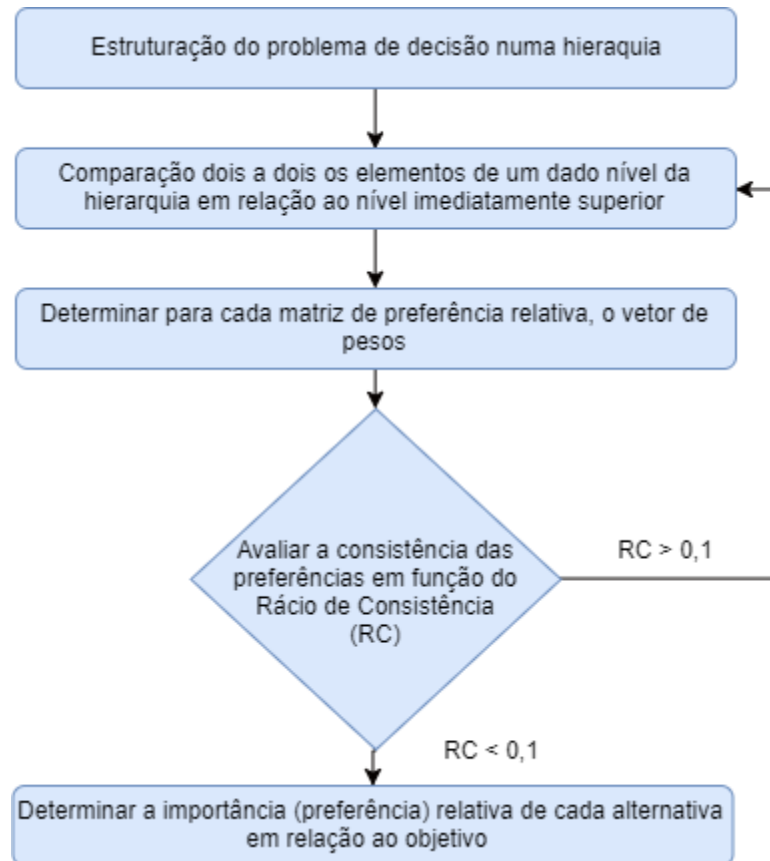 Estruturação do problema de decisão numa hieraquia
Comparação dois a dois os elementos de um dado nível da
hierarquia em relação ao nível imediatamente superior
Determinar para cada matriz de preferência relativa, o vetor de
pesos
Avaliar a consistência das
preferências em função do
Rácio de Consistência
(RC)
RC > 0,1
RC < 0,1
Determinar a importância (preferência) relativa de cada alternativa
em relação ao objetivo